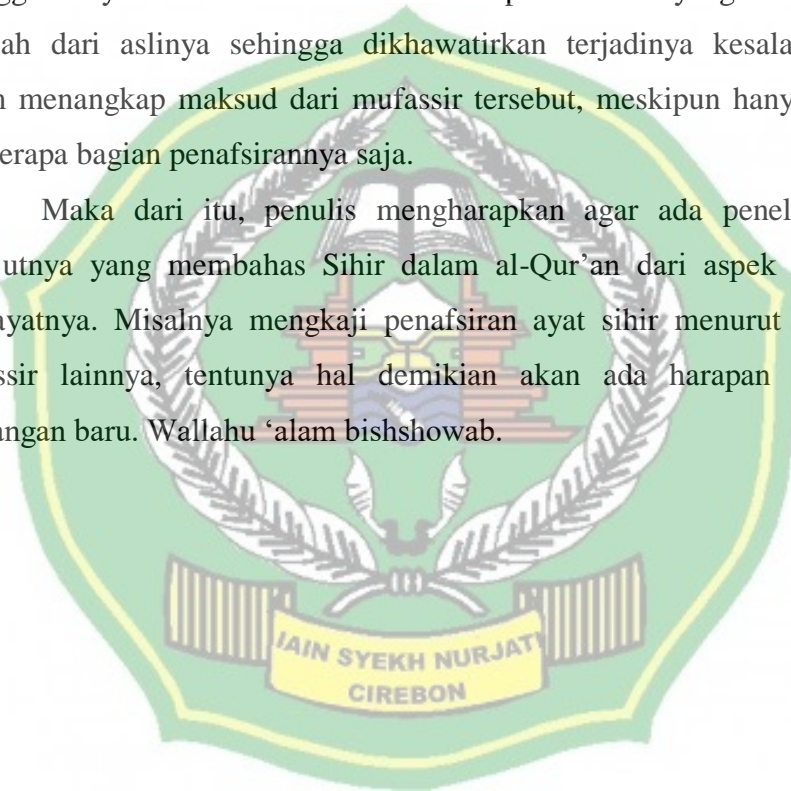 ah dari aslinya sehingga dikhawatirkan terjadinya kesala
n menangkap maksud dari mufassir tersebut, meskipun hany
erapa bagian penafsirannya saja.
Maka dari itu, penulis mengharapkan agar ada penel
utnya yang membahas Sihir dalam al-Qur’an dari aspek
ayatnya. Misalnya mengkaji penafsiran ayat sihir menurut
ssir lainnya, tentunya hal demikian akan ada harapan
angan baru. Wallahu ‘alam bishshowab.
IAIN SYEKH NURJATI
CIREBON